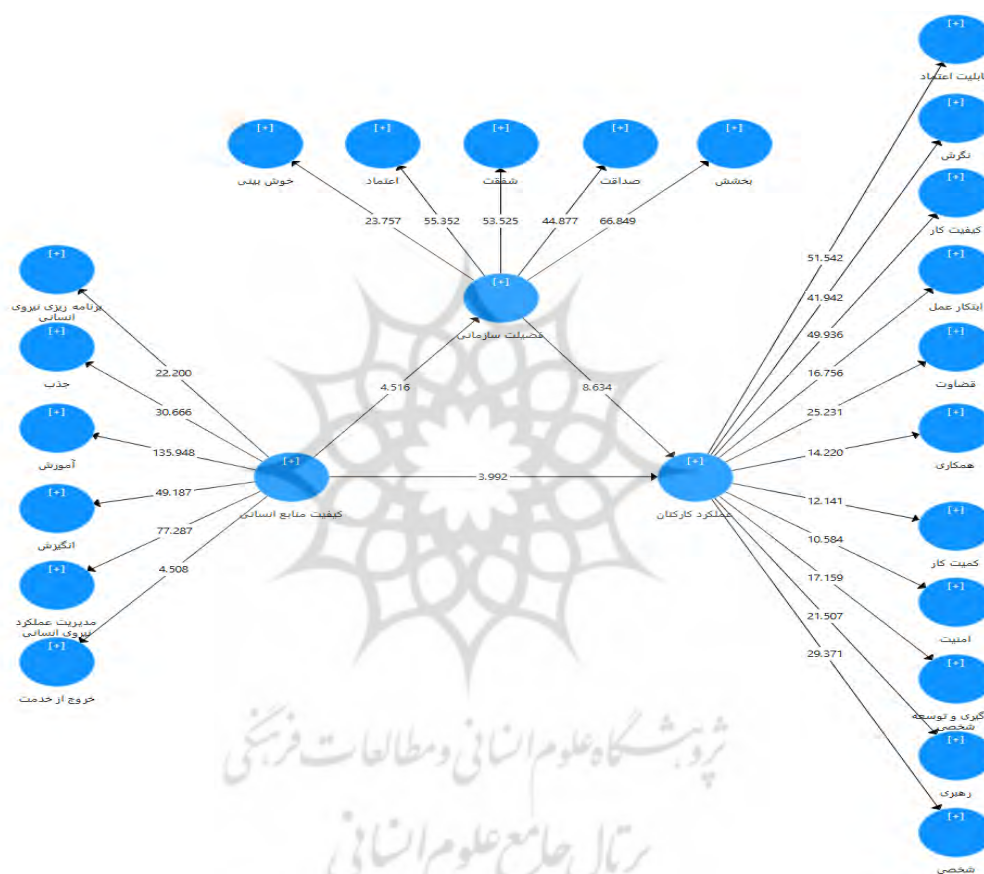 [+]
قابلیت اعتماد
[+]
نگرش
[+]
کیفیت کار
[+]
ابتکار عمل
[+]
قضاوت
[+]
همکاری
[+]
کمیت کار
[+]
امنیت
[+]
گیری و توسعه
شخصی
[+]
رهبری
[+]
شخصی
51.542
41.942
49.936
16.756
25.231
14.220
12.141
10.584
17.159
21.507
29.371
[+]
بخشش
[+]
صداقت
[+]
شفقت
[+]
اعتماد
[+]
خوش بینی
66.849
44.877
53.525
55.352
23.757
[+]
فضیلت سازمانی
8.634
4.516
[+]
عملکرد کارکنان
3.992
[+]
کیفیت منابع انسانی
22.200
30.666
135.948
49.187
77.287
4.508
[+]
برنامه ریزی نیروی
انسانی
[+]
جذب
[+]
آموزش
[+]
انگیزش
[+]
مدیریت عملکرد
نیروی انسانی
[+]
خروج از خدمت
پژوهشگاه علوم انسانی و مطالعات فرهنگی
پرتال جامع علوم انسانی